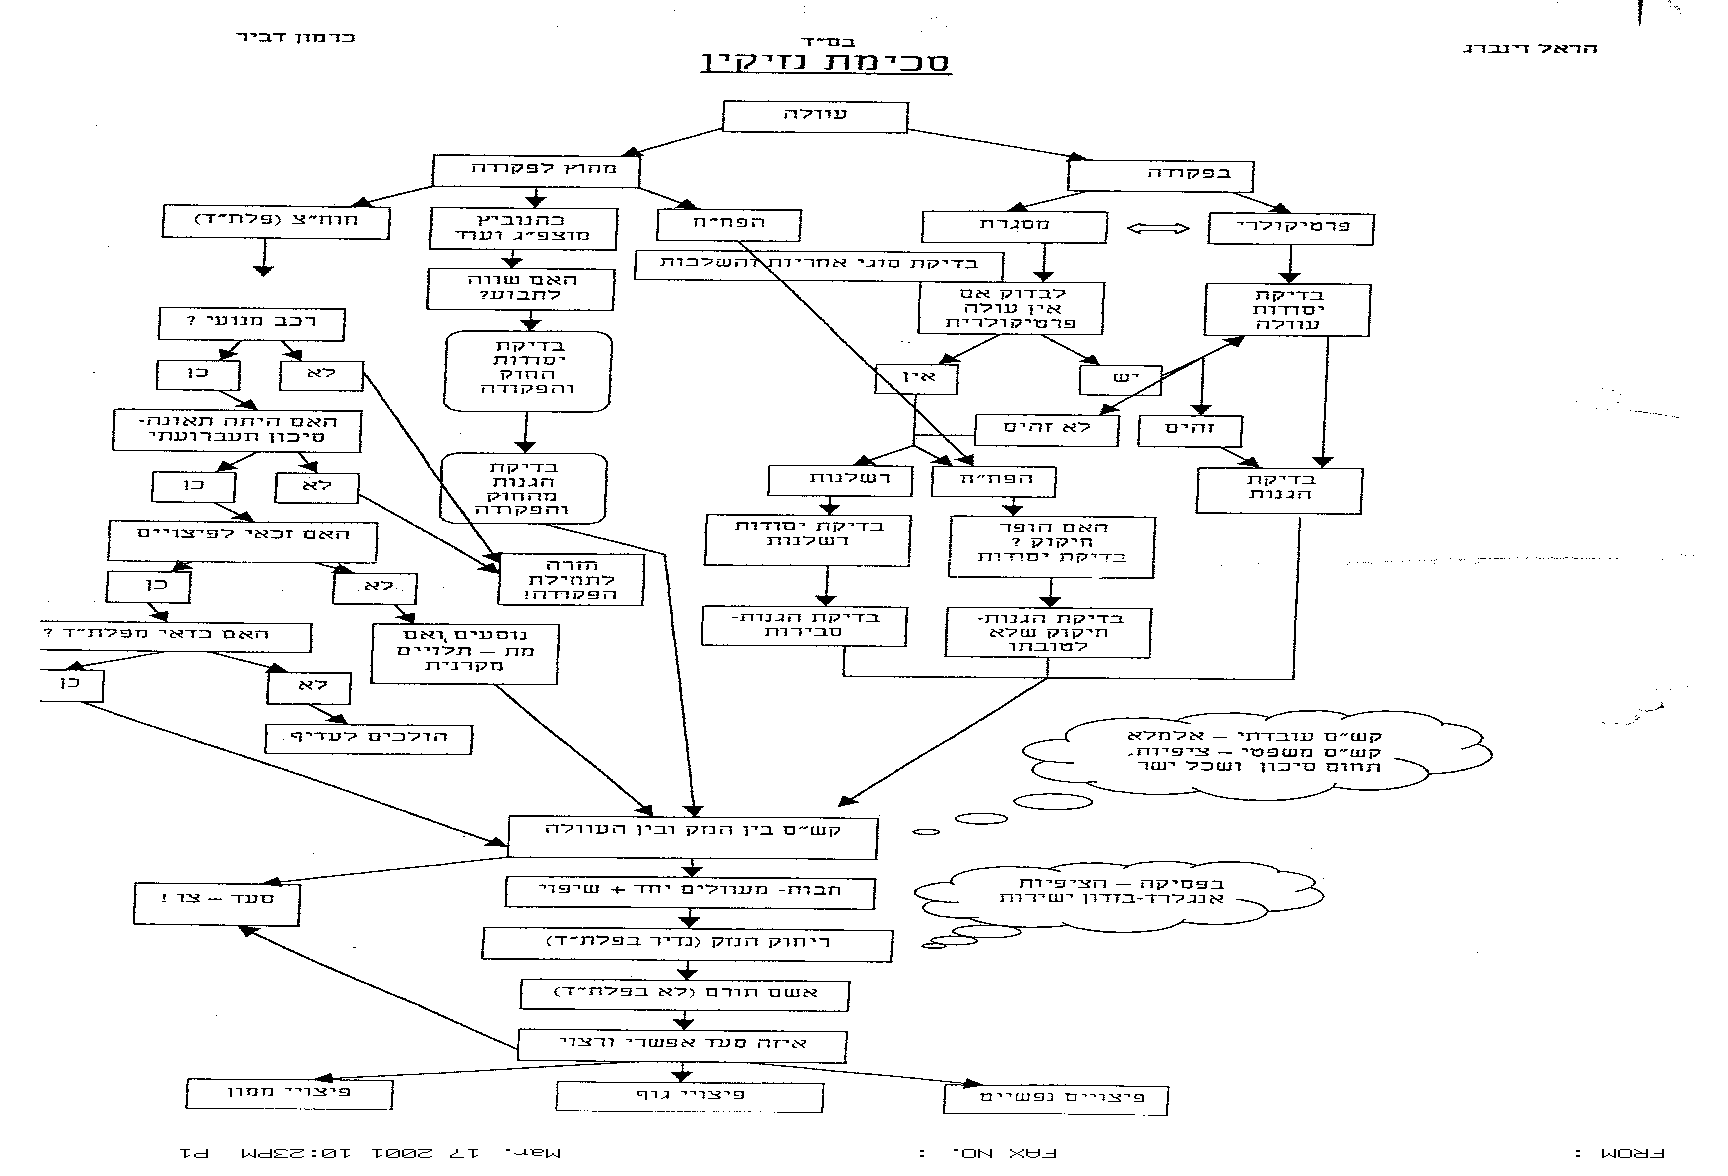 בס״ד
הראל דינברג
כרמון דביר
סכימת נזיקין
עוולה
בפקודה
מחוץ לפקודה
פרטיקולרי
מסגרת
הפח״ח
כהנוביץ
מוצפ״ג ועוד
חוח״צ (פלת״ד)
בדיקת סוגי אחריות והשלכות
בדיקת
יסודות
עוולה
לבדוק אם
אין עולה
פרטיקולרית
האם שווה
לתבוע?
רכב מנועי ?
בדיקת
יסודות
החוק
והפקודה
יש
אין
לא
כן
זהים
לא זהים
האם היתה תאונה-
סיכון תעבורתי
בדיקת
הגנות
בדיקת
הגנות
מהחוק
והפקודה
הפח״ח
רשלנות
לא
כן
האם הופר
חיקוק ?
בדיקת יסודות
בדיקת יסודות
רשלנות
האם זכאי לפיצויים
חזרה
לתחילת
הפקודה!
לא
כן
בדיקת הגנות-
חיקוק שלא
לטובתו
בדיקת הגנות-
סבירות
נוסעים ואם
מת – תלויים
מקרנית
האם כדאי מפלת״ד ?
לא
כן
הולכים לעדיף
קש״ס עובדתי – אלמלא
קש״ס משפטי – ציפיות,
תחום סיכון ושכל ישר
קש״ס בין הנזק ובין העוולה
בפסיקה – הציפיות
אנגלרד-בזדון ישירות
חבות- מעוולים יחד + שיפוי
סעד – צו !
ריחוק הנזק (נדיר בפלת״ד)
אשם תורם (לא בפלת״ד)
איזה סעד אפשרי ורצוי
פיצויים נפשיים
פיצויי גוף
פיצויי ממון
FROM :
FAX NO. :
Mar. 17 2001 10:23PM P1